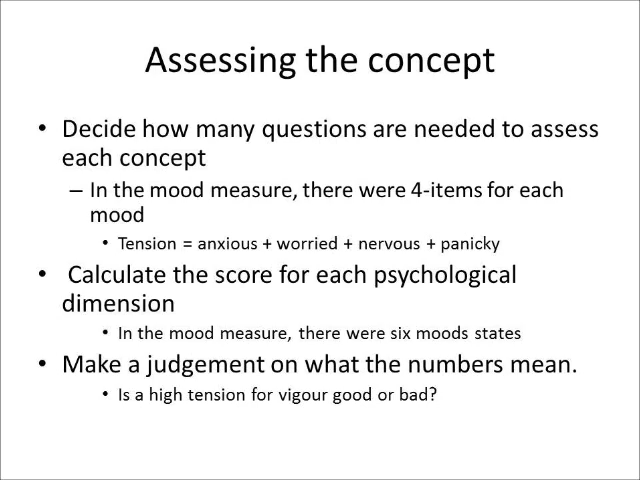 Assessing the concept
• Decide how many questions are needed to assess
each concept
– In the mood measure, there were 4-items for each
mood
• Tension = anxious + worried + nervous + panicky
• Calculate the score for each psychological
dimension
• In the mood measure, there were six moods states
• Make a judgement on what the numbers mean.
• Is a high tension for vigour good or bad?